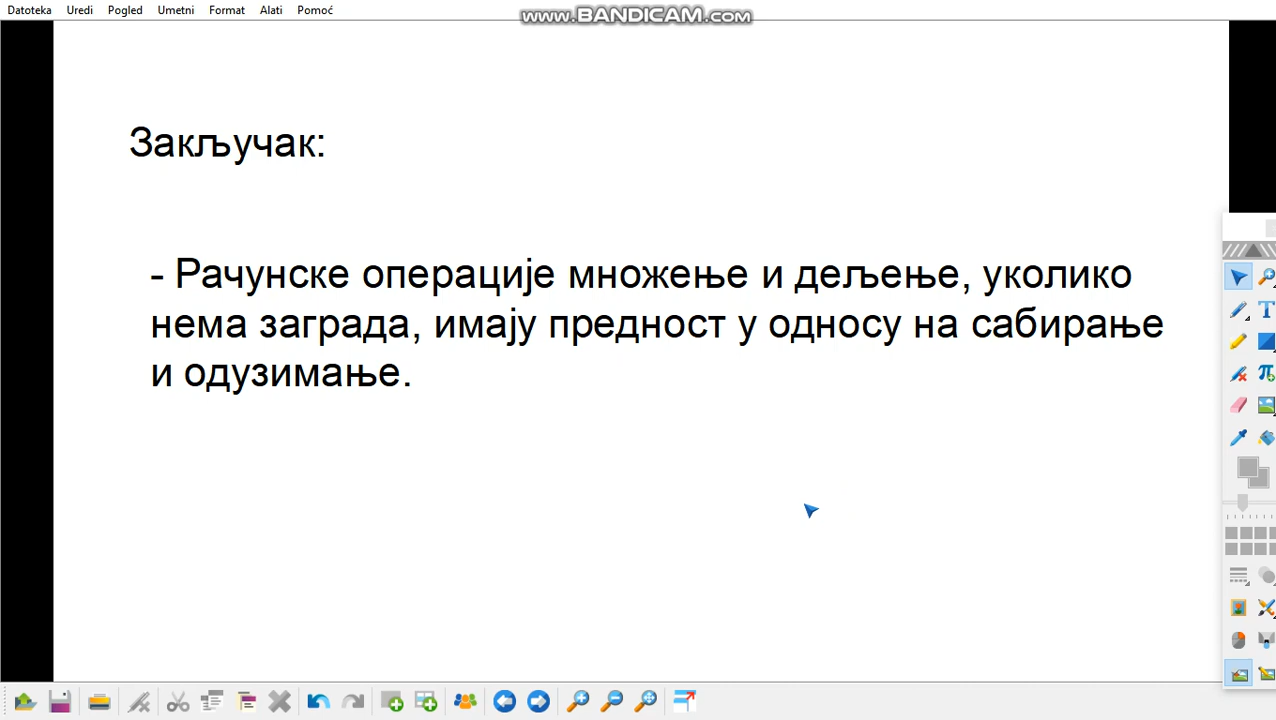 Datoteka Uredi Pogled Umetni Format Alati Pomoć
www.BANDICAM.com
Закључак:
- Рачунске операције множење и дељење, уколико
нема заграда, имају предност у односу на сабирање
и одузимање.